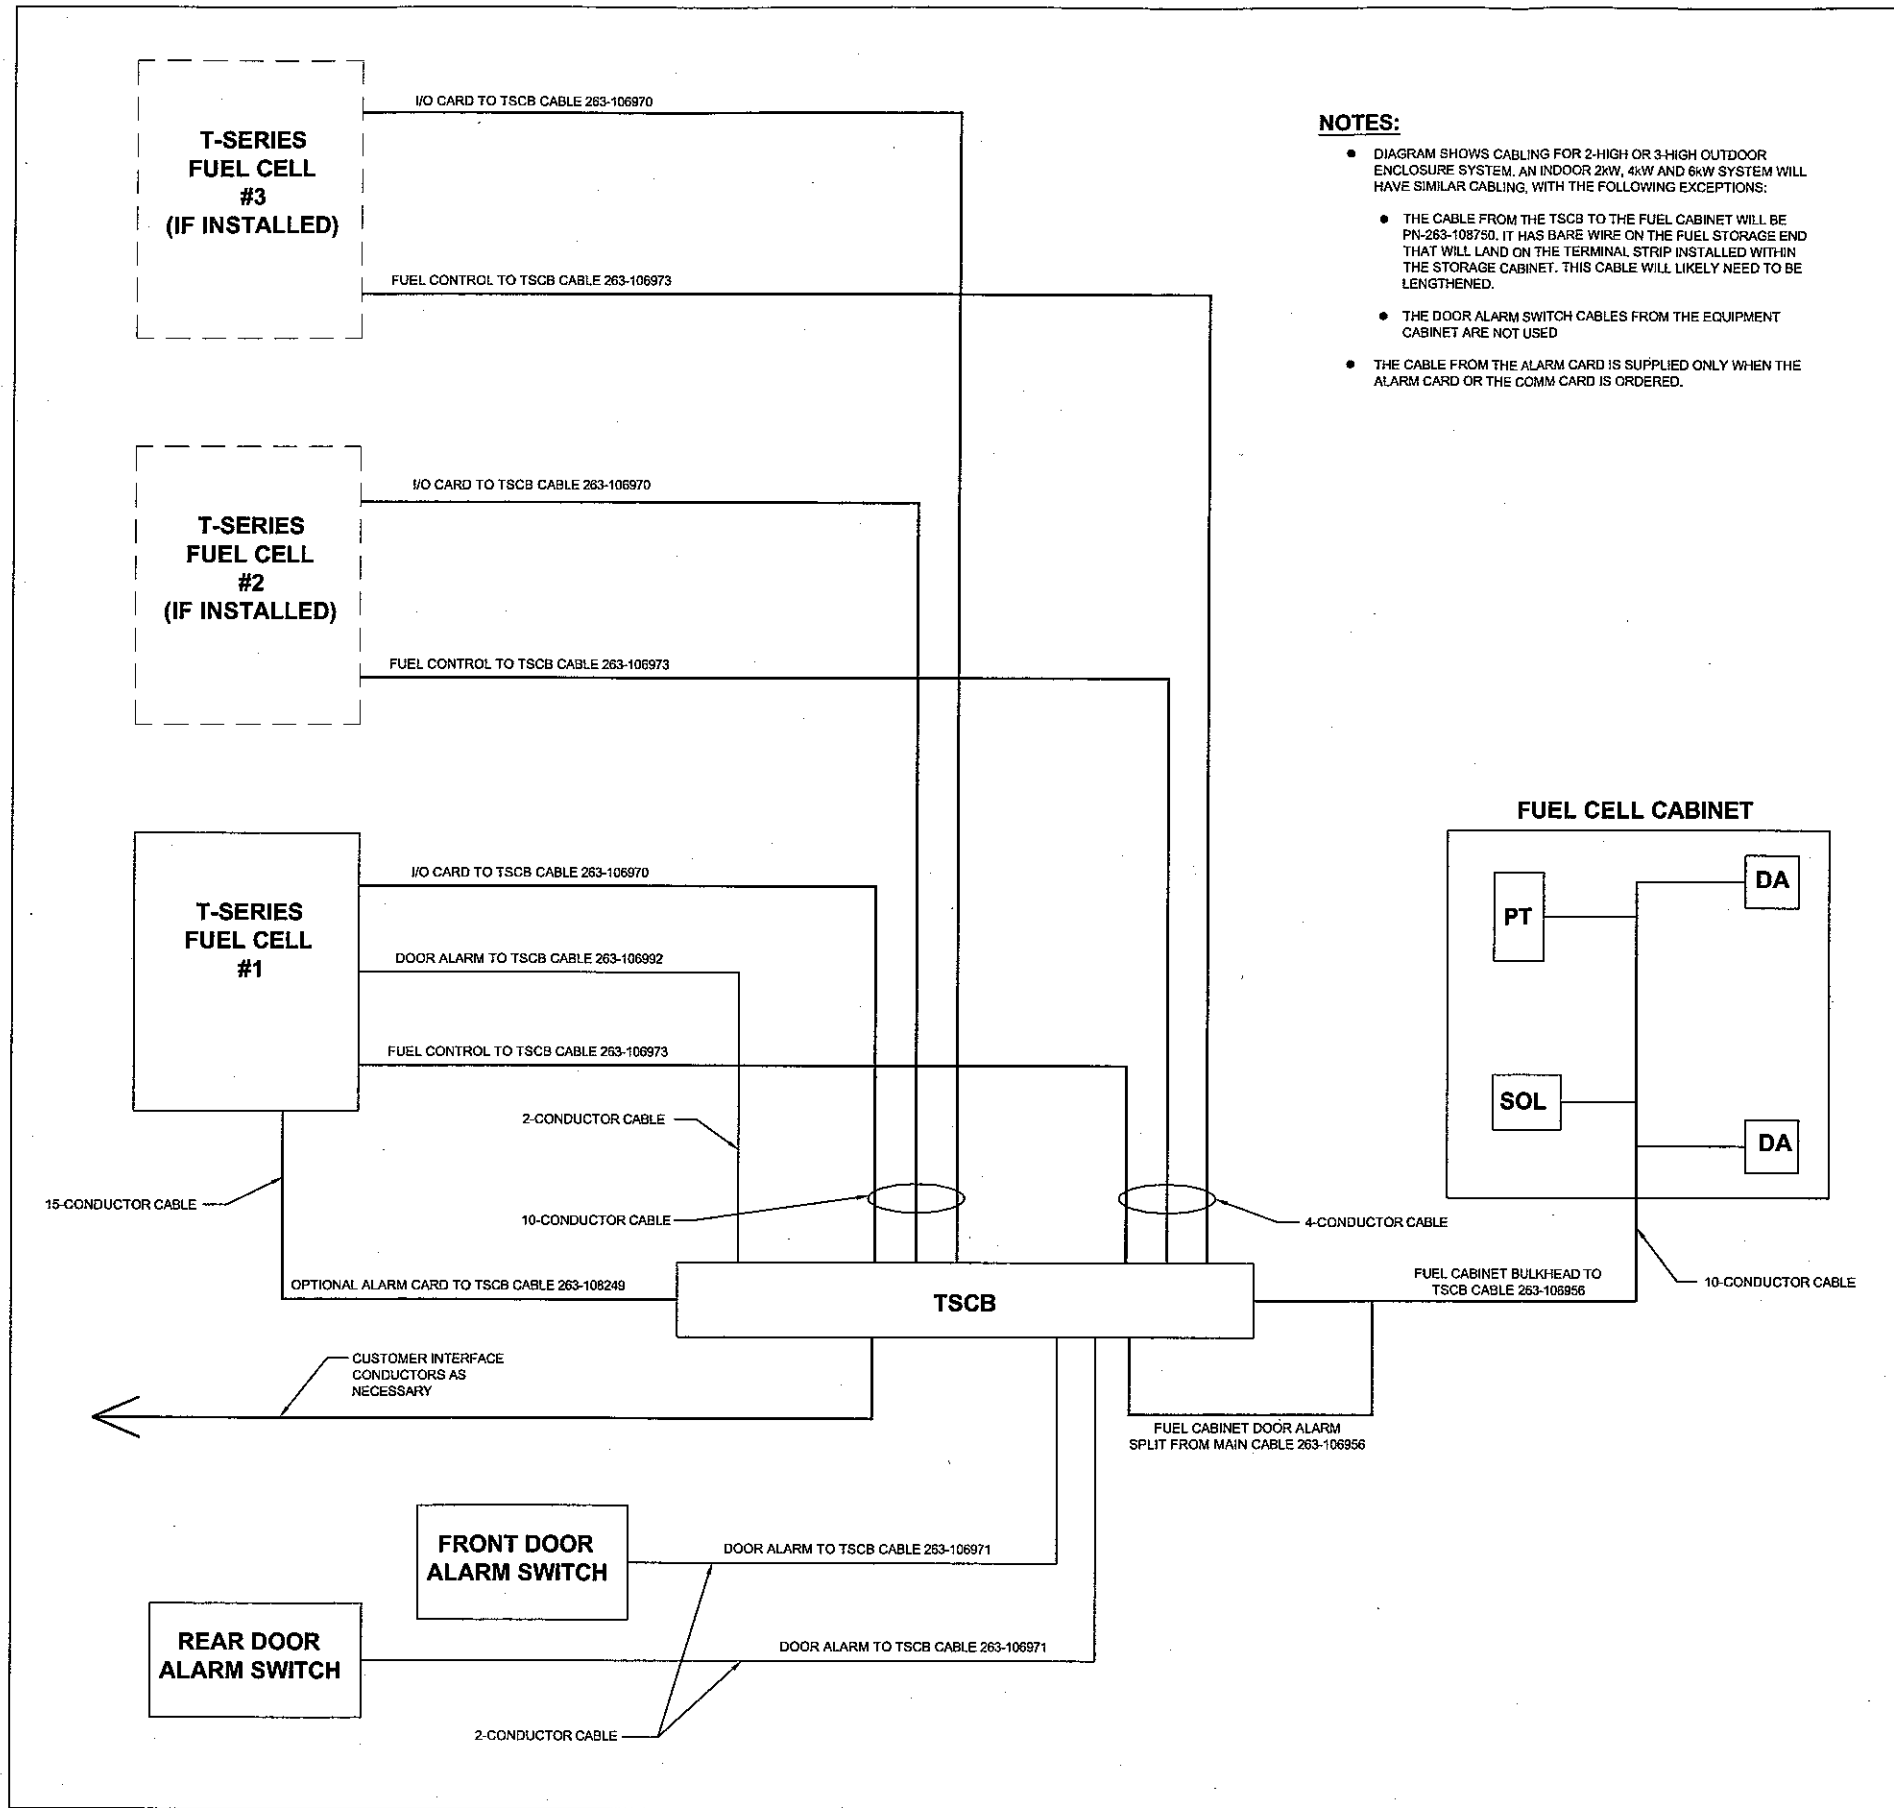 I/O CARD TO TSCB CABLE 263-106970
T-SERIES
FUEL CELL
#3
(IF INSTALLED)
FUEL CONTROL TO TSCB CABLE 263-106973
NOTES:
● DIAGRAM SHOWS CABLING FOR 2-HIGH OR 3-HIGH OUTDOOR
ENCLOSURE SYSTEM. AN INDOOR 2kW, 4kW AND 6kW SYSTEM WILL
HAVE SIMILAR CABLING, WITH THE FOLLOWING EXCEPTIONS:
● THE CABLE FROM THE TSCB TO THE FUEL CABINET WILL BE
PN-263-108750. IT HAS BARE WIRE ON THE FUEL STORAGE END
THAT WILL LAND ON THE TERMINAL STRIP INSTALLED WITHIN
THE STORAGE CABINET. THIS CABLE WILL LIKELY NEED TO BE
LENGTHENED.
● THE DOOR ALARM SWITCH CABLES FROM THE EQUIPMENT
CABINET ARE NOT USED
● THE CABLE FROM THE ALARM CARD IS SUPPLIED ONLY WHEN THE
ALARM CARD OR THE COMM CARD IS ORDERED.
I/O CARD TO TSCB CABLE 263-106970
T-SERIES
FUEL CELL
#2
(IF INSTALLED)
FUEL CONTROL TO TSCB CABLE 263-106973
I/O CARD TO TSCB CABLE 263-106970
T-SERIES
FUEL CELL
#1
DOOR ALARM TO TSCB CABLE 263-106992
FUEL CONTROL TO TSCB CABLE 263-106973
2-CONDUCTOR CABLE
15-CONDUCTOR CABLE
10-CONDUCTOR CABLE
4-CONDUCTOR CABLE
FUEL CELL CABINET
PT
DA
SOL
DA
OPTIONAL ALARM CARD TO TSCB CABLE 263-108249
TSCB
FUEL CABINET BULKHEAD TO
TSCB CABLE 263-106956
10-CONDUCTOR CABLE
CUSTOMER INTERFACE
CONDUCTORS AS
NECESSARY
FUEL CABINET DOOR ALARM
SPLIT FROM MAIN CABLE 263-106956
FRONT DOOR
ALARM SWITCH
DOOR ALARM TO TSCB CABLE 263-106971
REAR DOOR
ALARM SWITCH
DOOR ALARM TO TSCB CABLE 263-106971
2-CONDUCTOR CABLE